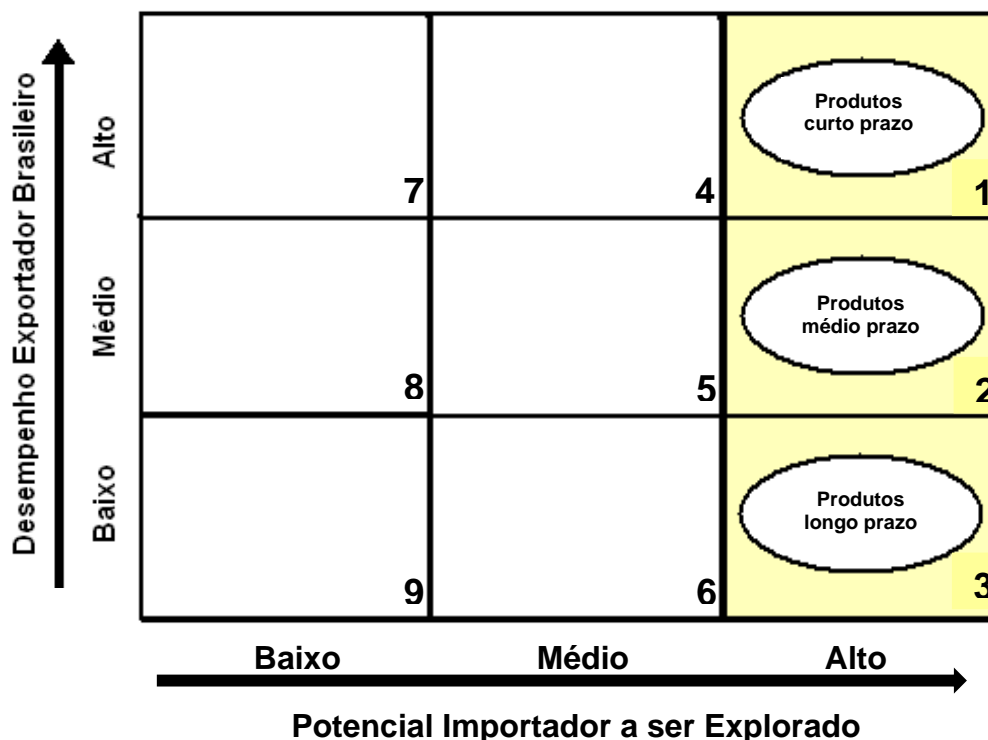 Desempenho Exportador Brasileiro
Alto
Médio
Baixo
Produtos
curto prazo
7
4
1
Produtos
médio prazo
8
5
2
Produtos
longo prazo
9
6
3
Baixo
Médio
Alto
Potencial Importador a ser Explorado